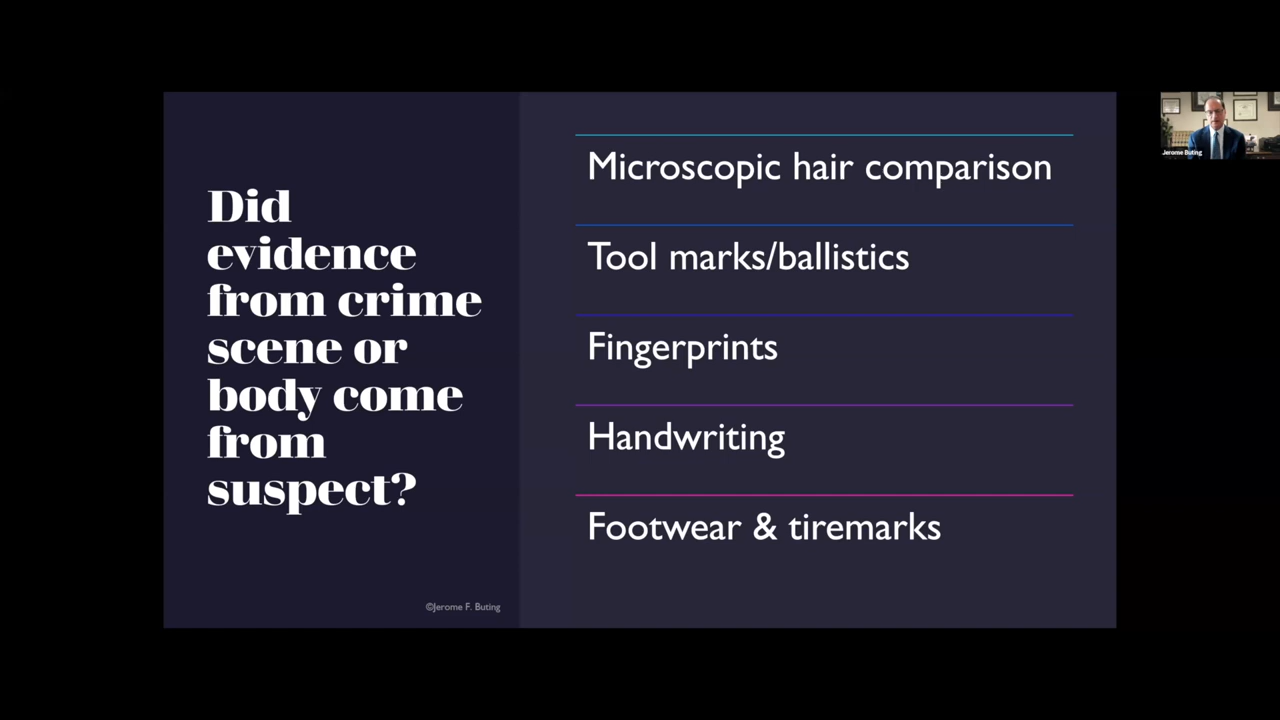 Did
evidence
from crime
scene or
body come
from
suspect?
©Jerome F. Buting
Microscopic hair comparison
Tool marks/ballistics
Fingerprints
Handwriting
Footwear & tiremarks
Jerome Buting